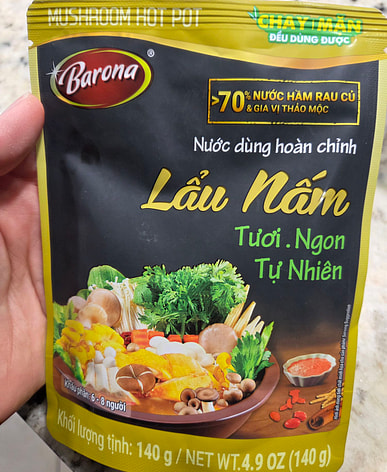 MUSHROOM HOT POT
CHAY & MẶN
ĐỀU DÙNG ĐƯỢC
Barona®
>70% NƯỚC HẦM RAU CỦ
& GIA VỊ THẢO MỘC
Nước dùng hoàn chỉnh
Lẩu Nấm
Tươi . Ngon
Tự Nhiên
Khẩu phần: 6 - 8 người
Khối lượng tịnh: 140 g / NET WT.4.9 OZ (140 g)